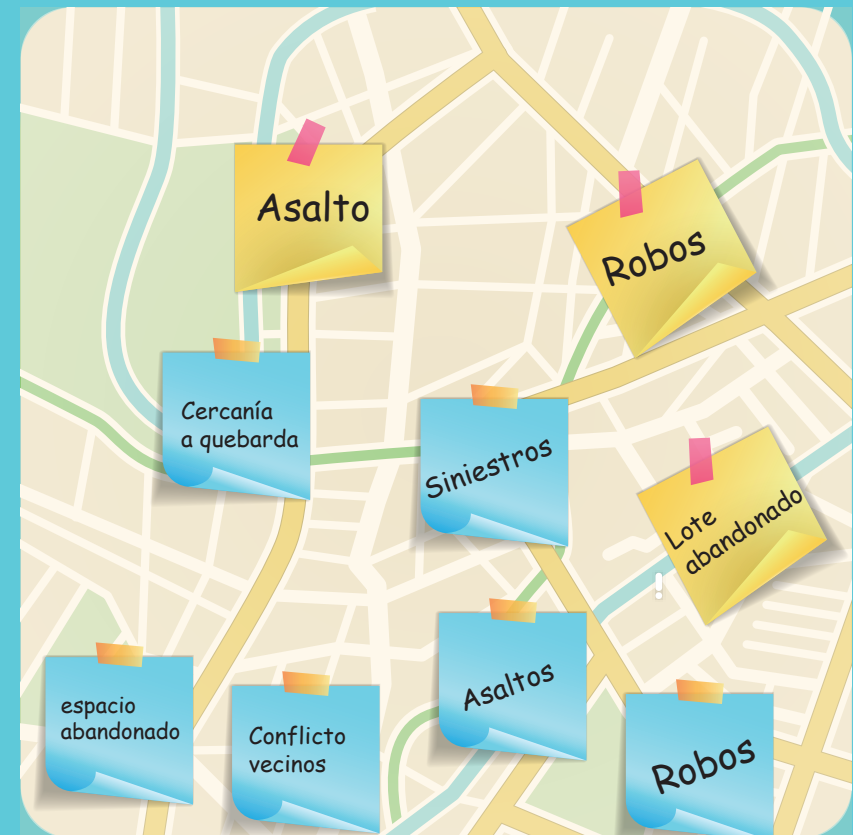 Asalto
Robos
Cercanía
a quebarda
Siniestros
Lote
abandonado
!
espacio
abandonado
Conflicto
vecinos
Asaltos
Robos